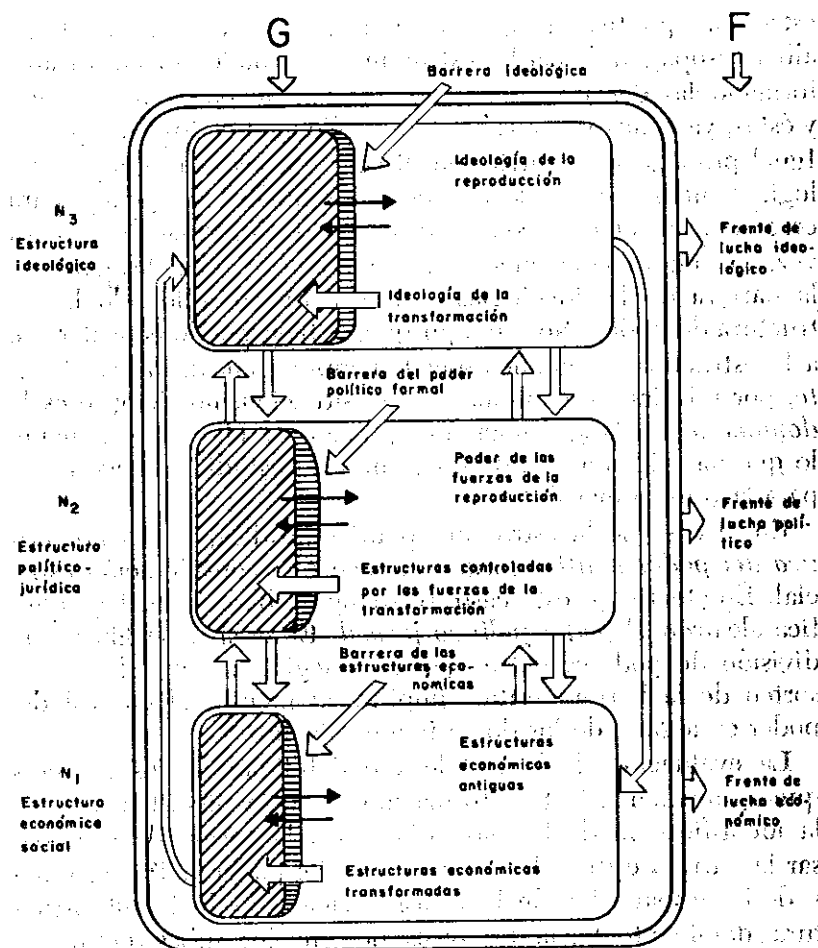 G
F
Barrera Ideológica
Ideología de la
reproducción
N3
Estructura
ideológica
Frente de
lucha ideo-
lógico
Ideología de la
transformación
Barrera del poder
político formal
Poder de las
fuerzas de la
reproducción
N2
Estructura
político-
jurídica
Frente de
lucha polí-
tico
Estructuras controladas
por las fuerzas de la
transformación
Barrera de las
estructuras eco-
nómicas
Estructuras
económicas
antiguas
N1
Estructura
económica
social
Frente de
lucha eco-
nómico
Estructuras económicas
transformadas